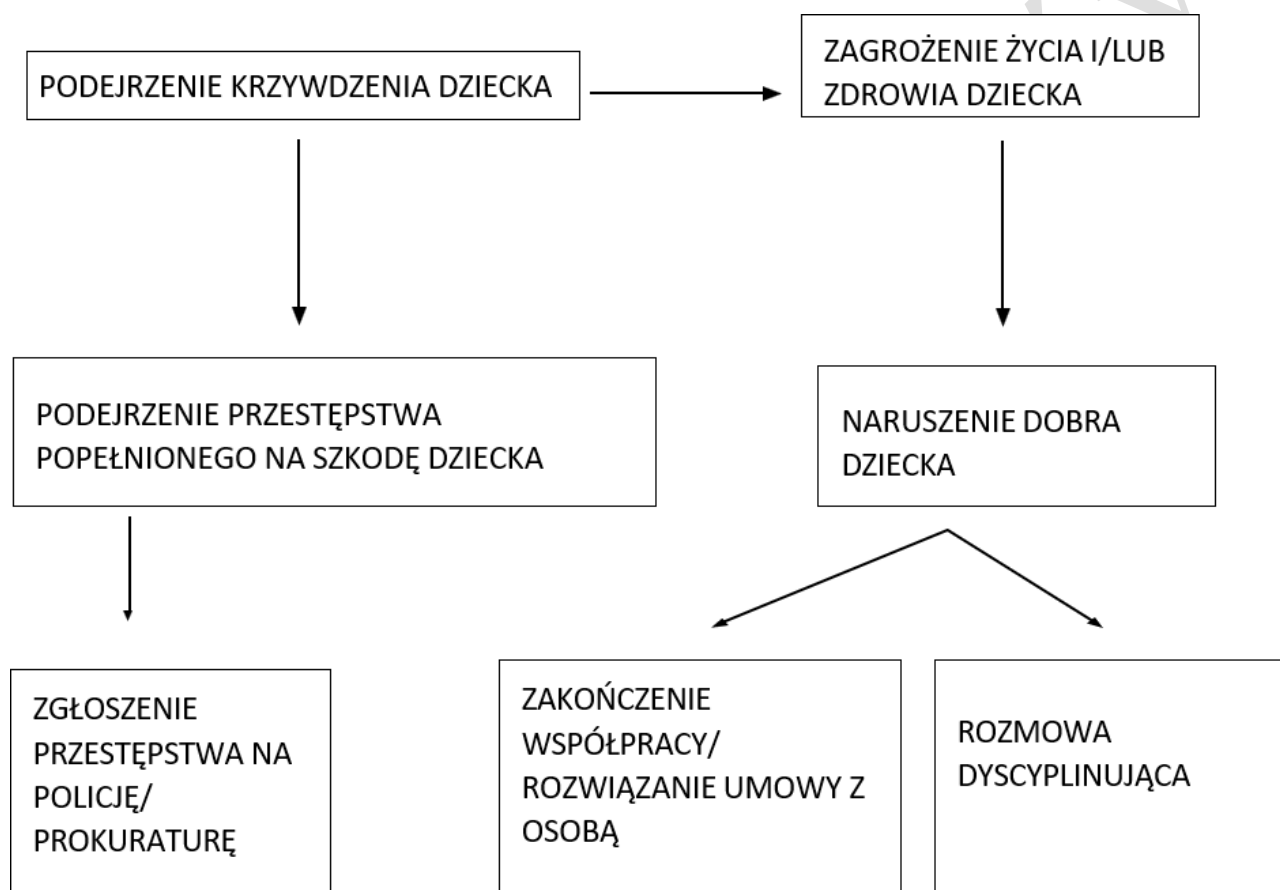 PODEJRZENIE KRZYWDZENIA DZIECKA
ZAGROŻENIE ŻYCIA I/LUB
ZDROWIA DZIECKA
PODEJRZENIE PRZESTĘPSTWA
POPEŁNIONEGO NA SZKODĘ DZIECKA
NARUSZENIE DOBRA
DZIECKA
ZGŁOSZENIE
PRZESTĘPSTWA NA
POLICJĘ/
PROKURATURĘ
ZAKOŃCZENIE
WSPÓŁPRACY/
ROZWIĄZANIE UMOWY Z
OSOBĄ
ROZMOWA
DYSCYPLINUJĄCA